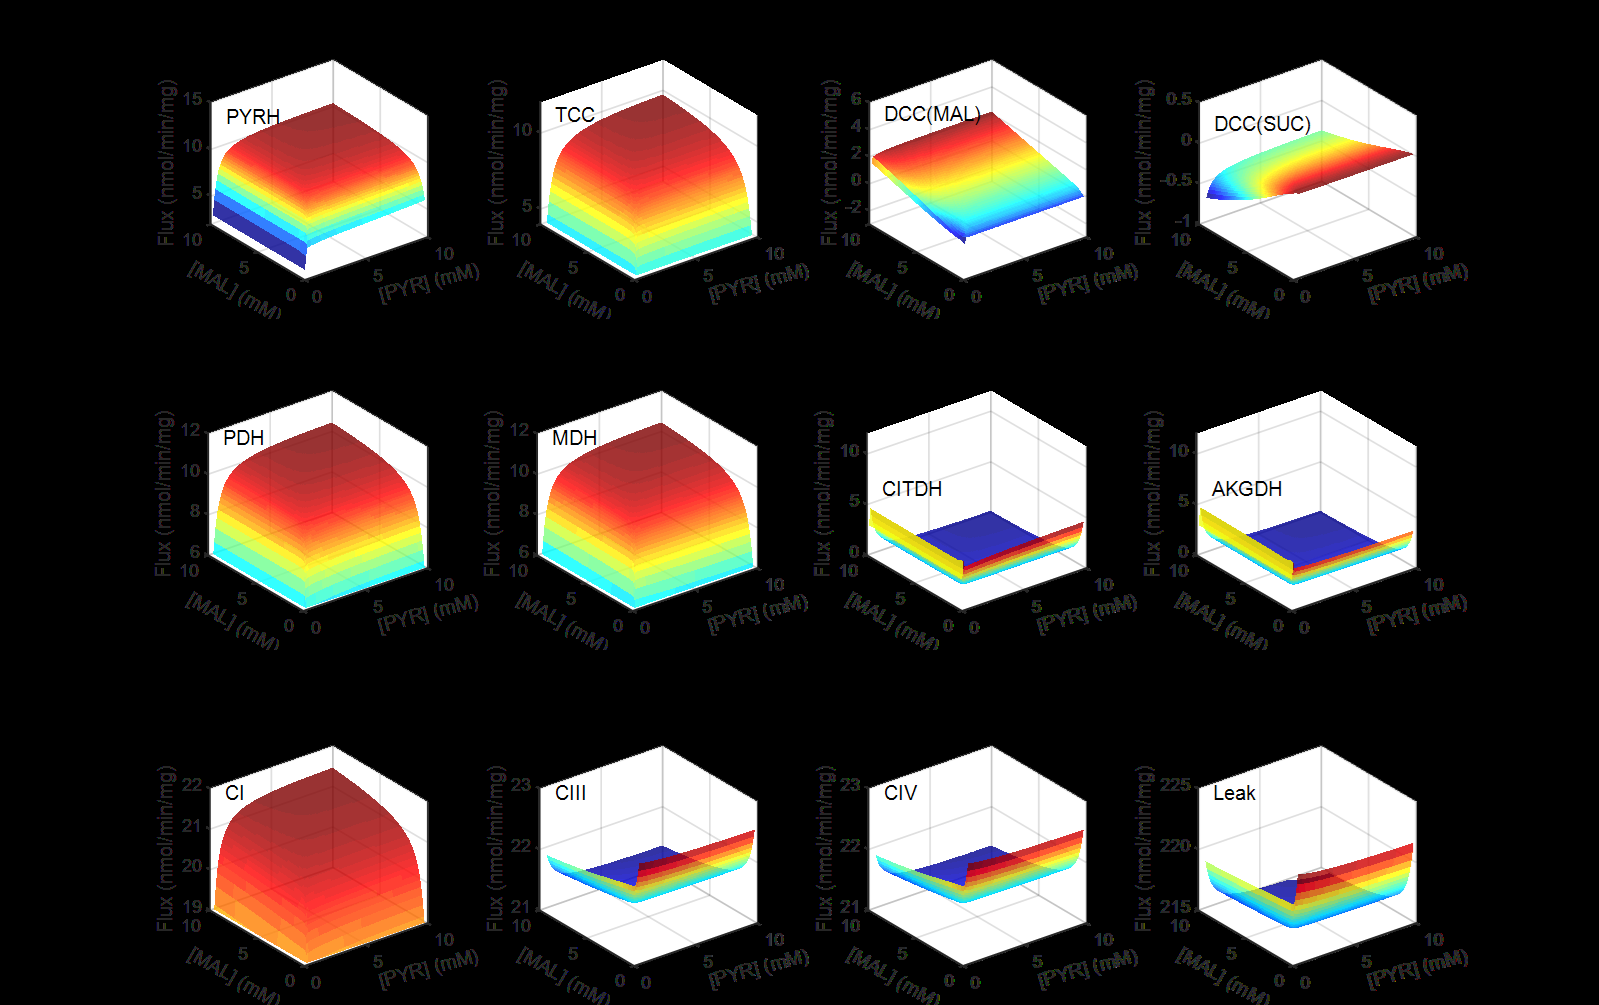 PYRH
Flux (nmol/min/mg)
15
10
5
10
5
0
[MAL] (mM)
0
5
10
[PYR] (mM)
TCC
Flux (nmol/min/mg)
10
5
10
5
0
[MAL] (mM)
0
5
10
[PYR] (mM)
DCC(MAL)
Flux (nmol/min/mg)
6
4
2
0
-2
10
5
0
[MAL] (mM)
0
5
10
[PYR] (mM)
DCC(SUC)
Flux (nmol/min/mg)
0.5
0
-0.5
-1
10
5
0
[MAL] (mM)
0
5
10
[PYR] (mM)
PDH
Flux (nmol/min/mg)
12
10
8
6
10
5
0
[MAL] (mM)
0
5
10
[PYR] (mM)
MDH
Flux (nmol/min/mg)
12
10
8
6
10
5
0
[MAL] (mM)
0
5
10
[PYR] (mM)
CITDH
Flux (nmol/min/mg)
10
5
0
10
5
0
[MAL] (mM)
0
5
10
[PYR] (mM)
AKGDH
Flux (nmol/min/mg)
10
5
0
10
5
0
[MAL] (mM)
0
5
10
[PYR] (mM)
CI
Flux (nmol/min/mg)
22
21
20
19
10
5
0
[MAL] (mM)
0
5
10
[PYR] (mM)
CIII
Flux (nmol/min/mg)
23
22
21
10
5
0
[MAL] (mM)
0
5
10
[PYR] (mM)
CIV
Flux (nmol/min/mg)
23
22
21
10
5
0
[MAL] (mM)
0
5
10
[PYR] (mM)
Leak
Flux (nmol/min/mg)
225
220
215
10
5
0
[MAL] (mM)
0
5
10
[PYR] (mM)